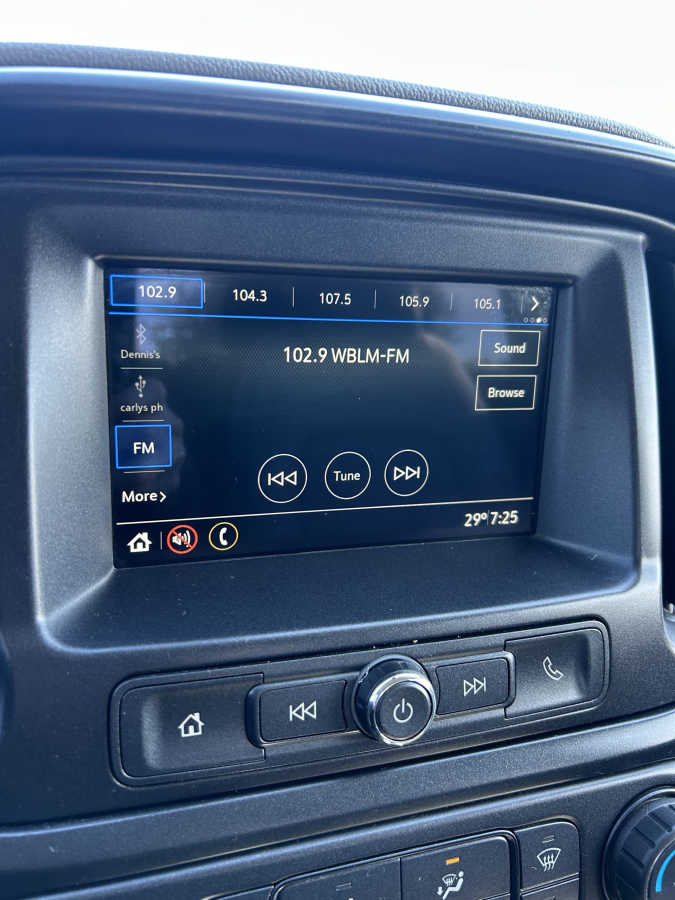 102.9 104.3 107.5 105.9 105.1
Dennis's
102.9 WBLM-FM
Sound
carlys ph
Browse
FM
Tune
More
29° 7:25